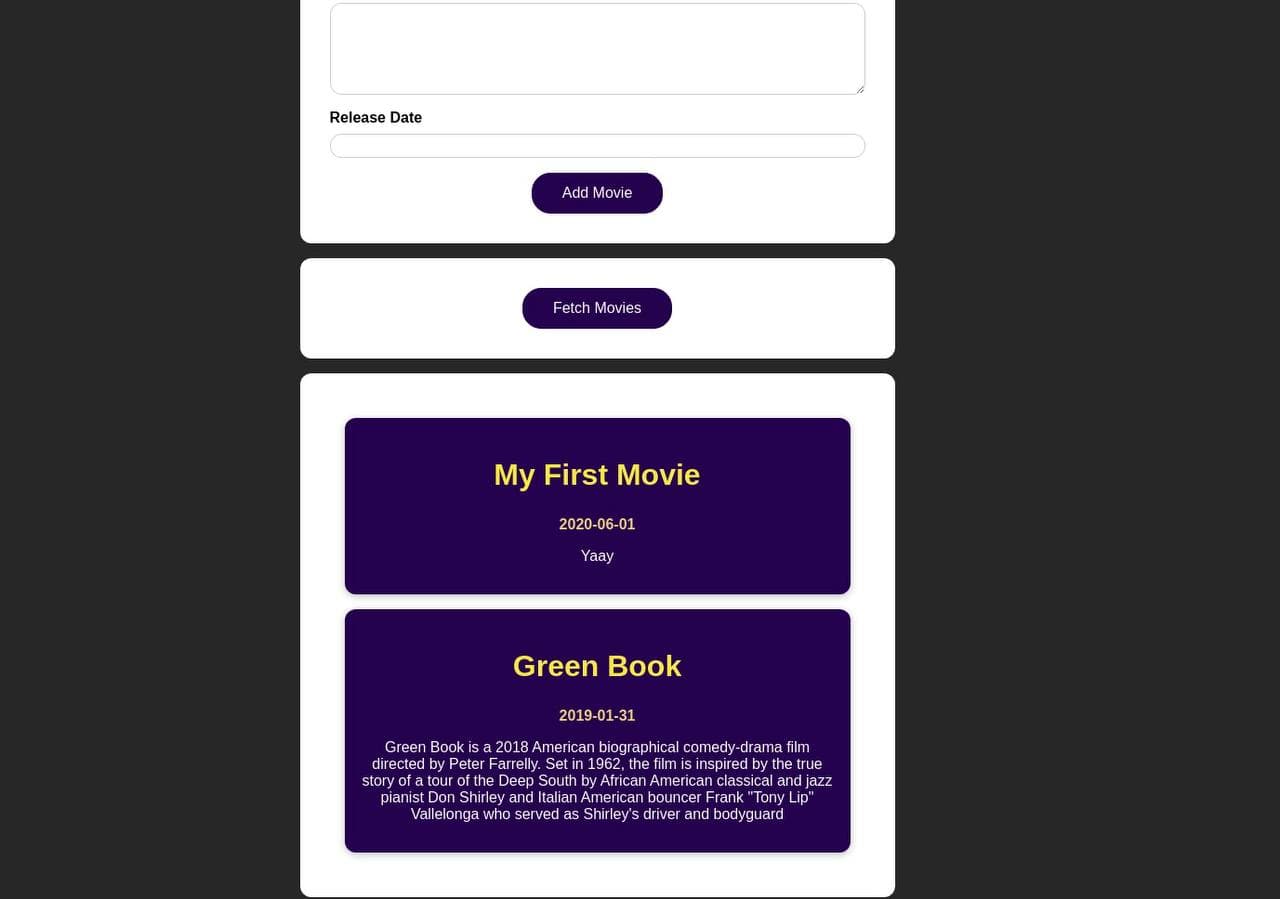 Release Date
Add Movie
Fetch Movies
My First Movie
2020-06-01
Yaay
Green Book
2019-01-31
Green Book is a 2018 American biographical comedy-drama film
directed by Peter Farrelly. Set in 1962, the film is inspired by the true
story of a tour of the Deep South by African American classical and jazz
pianist Don Shirley and Italian American bouncer Frank "Tony Lip"
Vallelonga who served as Shirley's driver and bodyguard